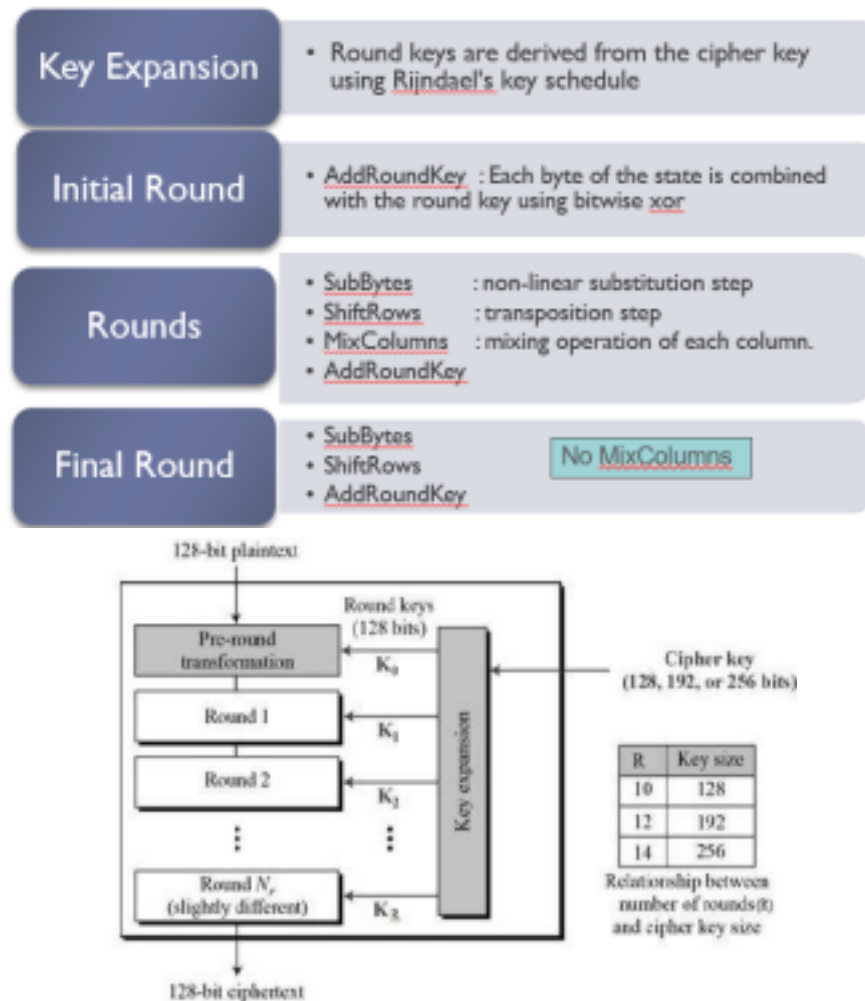 Key Expansion
• Round keys are derived from the cipher key
using Rijndael's key schedule
Initial Round
• AddRoundKey : Each byte of the state is combined
with the round key using bitwise xor
Rounds
• SubBytes : non-linear substitution step
• ShiftRows : transposition step
• MixColumns : mixing operation of each column.
• AddRoundKey
Final Round
• SubBytes
• ShiftRows
• AddRoundKey
No MixColumns
128-bit plaintext
Round keys
(128 bits)
Pre-round
transformation
K₀
Cipher key
(128, 192, or 256 bits)
Round 1
K₁
Round 2
K₂
Key expansion
⋮
⋮
Round Nᵣ
(slightly different)
K_R
128-bit ciphertext
R Key size
10 128
12 192
14 256
Relationship between
number of rounds(R)
and cipher key size